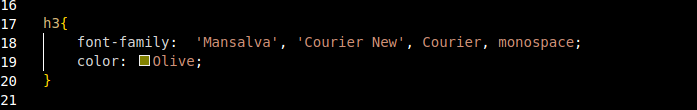 16
17 h3{
18 font-family: 'Mansalva', 'Courier New', Courier, monospace;
19 color: Olive;
20 }
21